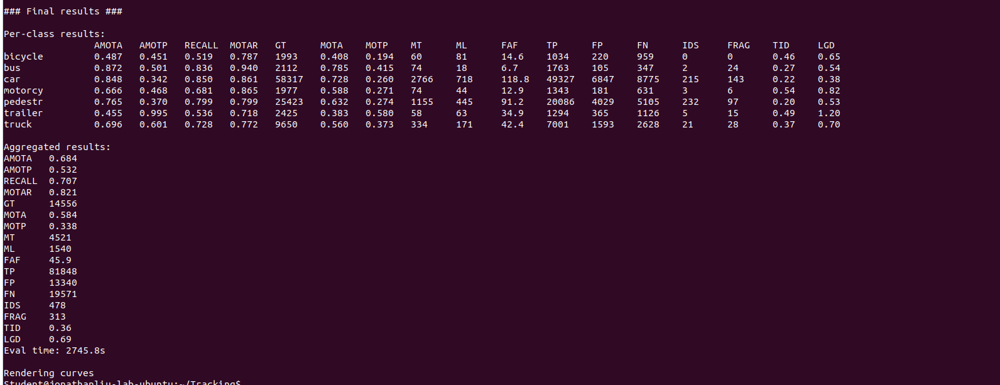 ### Final results ###
Per-class results:
AMOTA AMOTP RECALL MOTAR GT MOTA MOTP MT ML FAF TP FP FN IDS FRAG TID LGD
bicycle 0.487 0.451 0.519 0.787 1993 0.408 0.194 60 81 14.6 1034 220 959 0 0 0.46 0.65
bus 0.872 0.501 0.836 0.940 2112 0.785 0.415 74 18 6.7 1763 105 347 2 24 0.27 0.54
car 0.848 0.342 0.850 0.861 58317 0.728 0.260 2766 718 118.8 49327 6847 8775 215 143 0.22 0.38
motorcy 0.666 0.468 0.681 0.865 1977 0.588 0.271 74 44 12.9 1343 181 631 3 6 0.54 0.82
pedestr 0.765 0.370 0.799 0.799 25423 0.632 0.274 1155 445 91.2 20086 4029 5105 232 97 0.20 0.53
trailer 0.455 0.995 0.536 0.718 2425 0.383 0.580 58 63 34.9 1294 365 1126 5 15 0.49 1.20
truck 0.696 0.601 0.728 0.772 9650 0.560 0.373 334 171 42.4 7001 1593 2628 21 28 0.37 0.70
Aggregated results:
AMOTA 0.684
AMOTP 0.532
RECALL 0.707
MOTAR 0.821
GT 14556
MOTA 0.584
MOTP 0.338
MT 4521
ML 1540
FAF 45.9
TP 81848
FP 13340
FN 19571
IDS 478
FRAG 313
TID 0.36
LGD 0.69
Eval time: 2745.8s
Rendering curves
Student@jonathanliu-lab-ubuntu:~/Tracking$